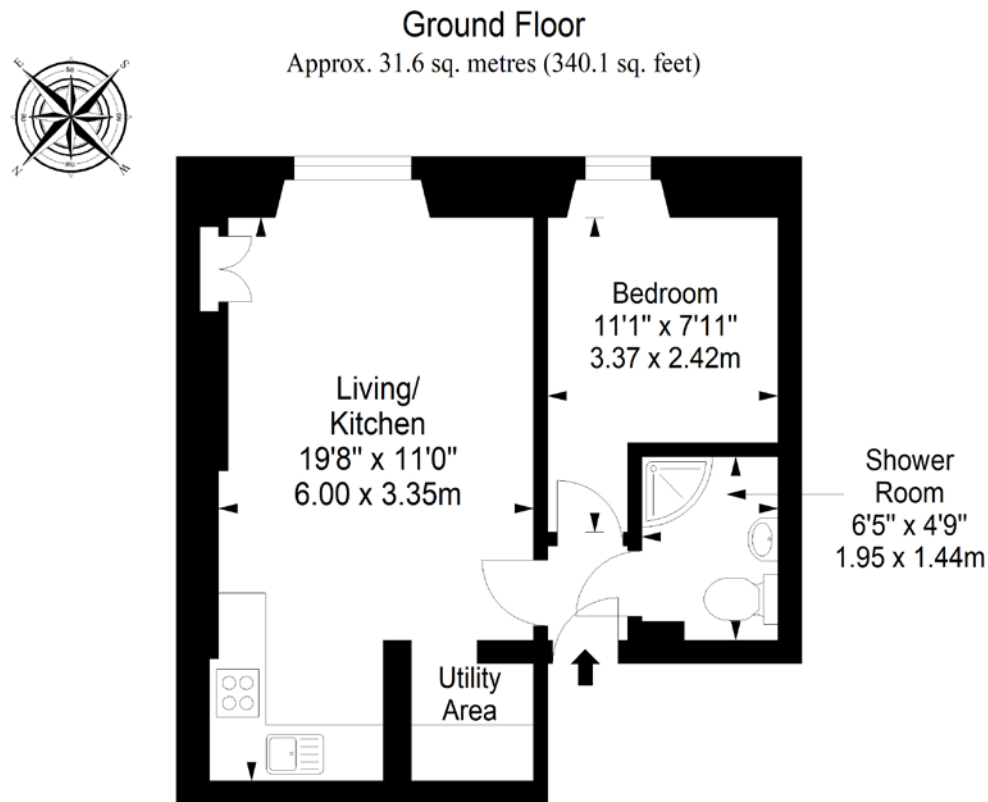 Ground Floor
Approx. 31.6 sq. metres (340.1 sq. feet)
E
S
N
W
Bedroom
11'1" x 7'11"
3.37 x 2.42m
Living/
Kitchen
19'8" x 11'0"
6.00 x 3.35m
Shower
Room
6'5" x 4'9"
1.95 x 1.44m
Utility
Area